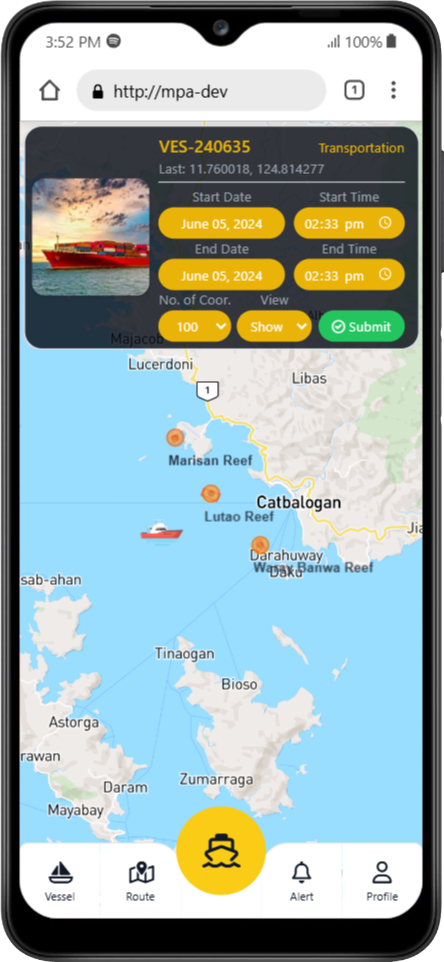 3:52 PM 100%
http://mpa-dev 1
VES-240635 Transportation
Last: 11.760018, 124.814277
Start Date Start Time
June 05, 2024 02:33 pm
End Date End Time
June 05, 2024 02:33 pm
No. of Coor. View
100 Show Submit
Majacob
Lucerdoni
1
Libas
Marisan Reef
Catbalogan
Lutao Reef
Jia
Darahuway
Daku
Waray Banwa Reef
sab-ahan
Tinaogan
Bioso
Astorga
rawan
Zumarraga
Daram
Mayabay
Vessel Route Alert Profile